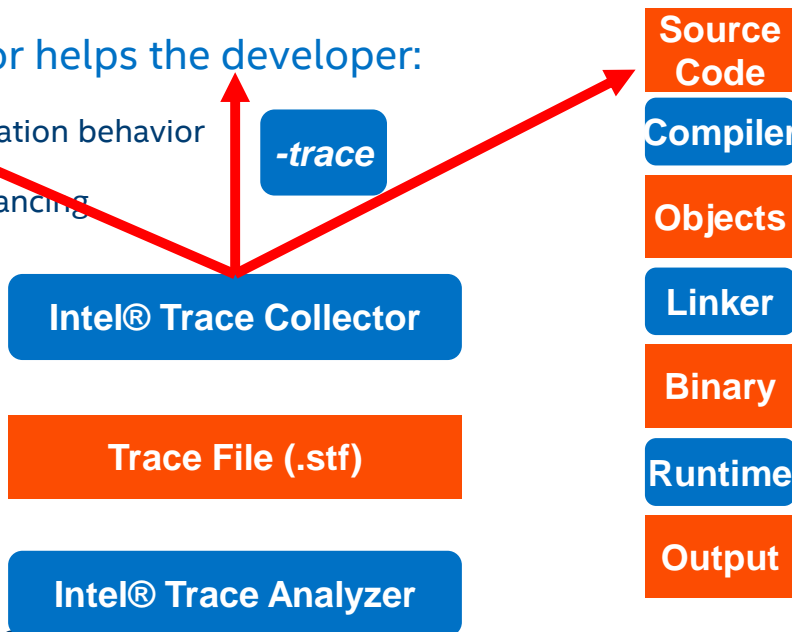 or helps the developer:
ation behavior
ancing
-trace
Intel® Trace Collector
Trace File (.stf)
Intel® Trace Analyzer
Source
Code
Compiler
Objects
Linker
Binary
Runtime
Output